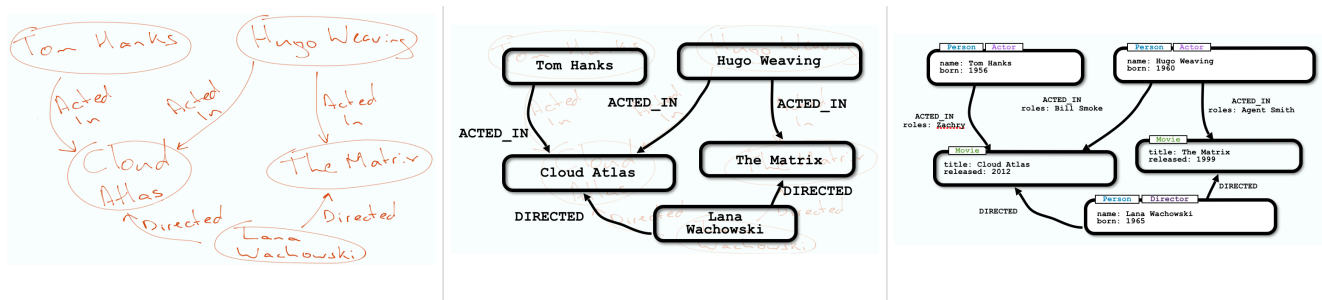 Tom Hanks
Hugo Weaving
Acted
In
Acted
In
Acted
In
Cloud
Atlas
The Matrix
Directed
Directed
Lana
Wachowski
Tom Hanks
Hugo Weaving
ACTED_IN
ACTED_IN
ACTED_IN
Cloud Atlas
The Matrix
DIRECTED
DIRECTED
Lana
Wachowski
Person Actor
name: Tom Hanks
born: 1956
Person Actor
name: Hugo Weaving
born: 1960
ACTED_IN
roles: Zachry
ACTED_IN
roles: Bill Smoke
ACTED_IN
roles: Agent Smith
Movie
title: Cloud Atlas
released: 2012
Movie
title: The Matrix
released: 1999
DIRECTED
DIRECTED
Person Director
name: Lana Wachowski
born: 1965